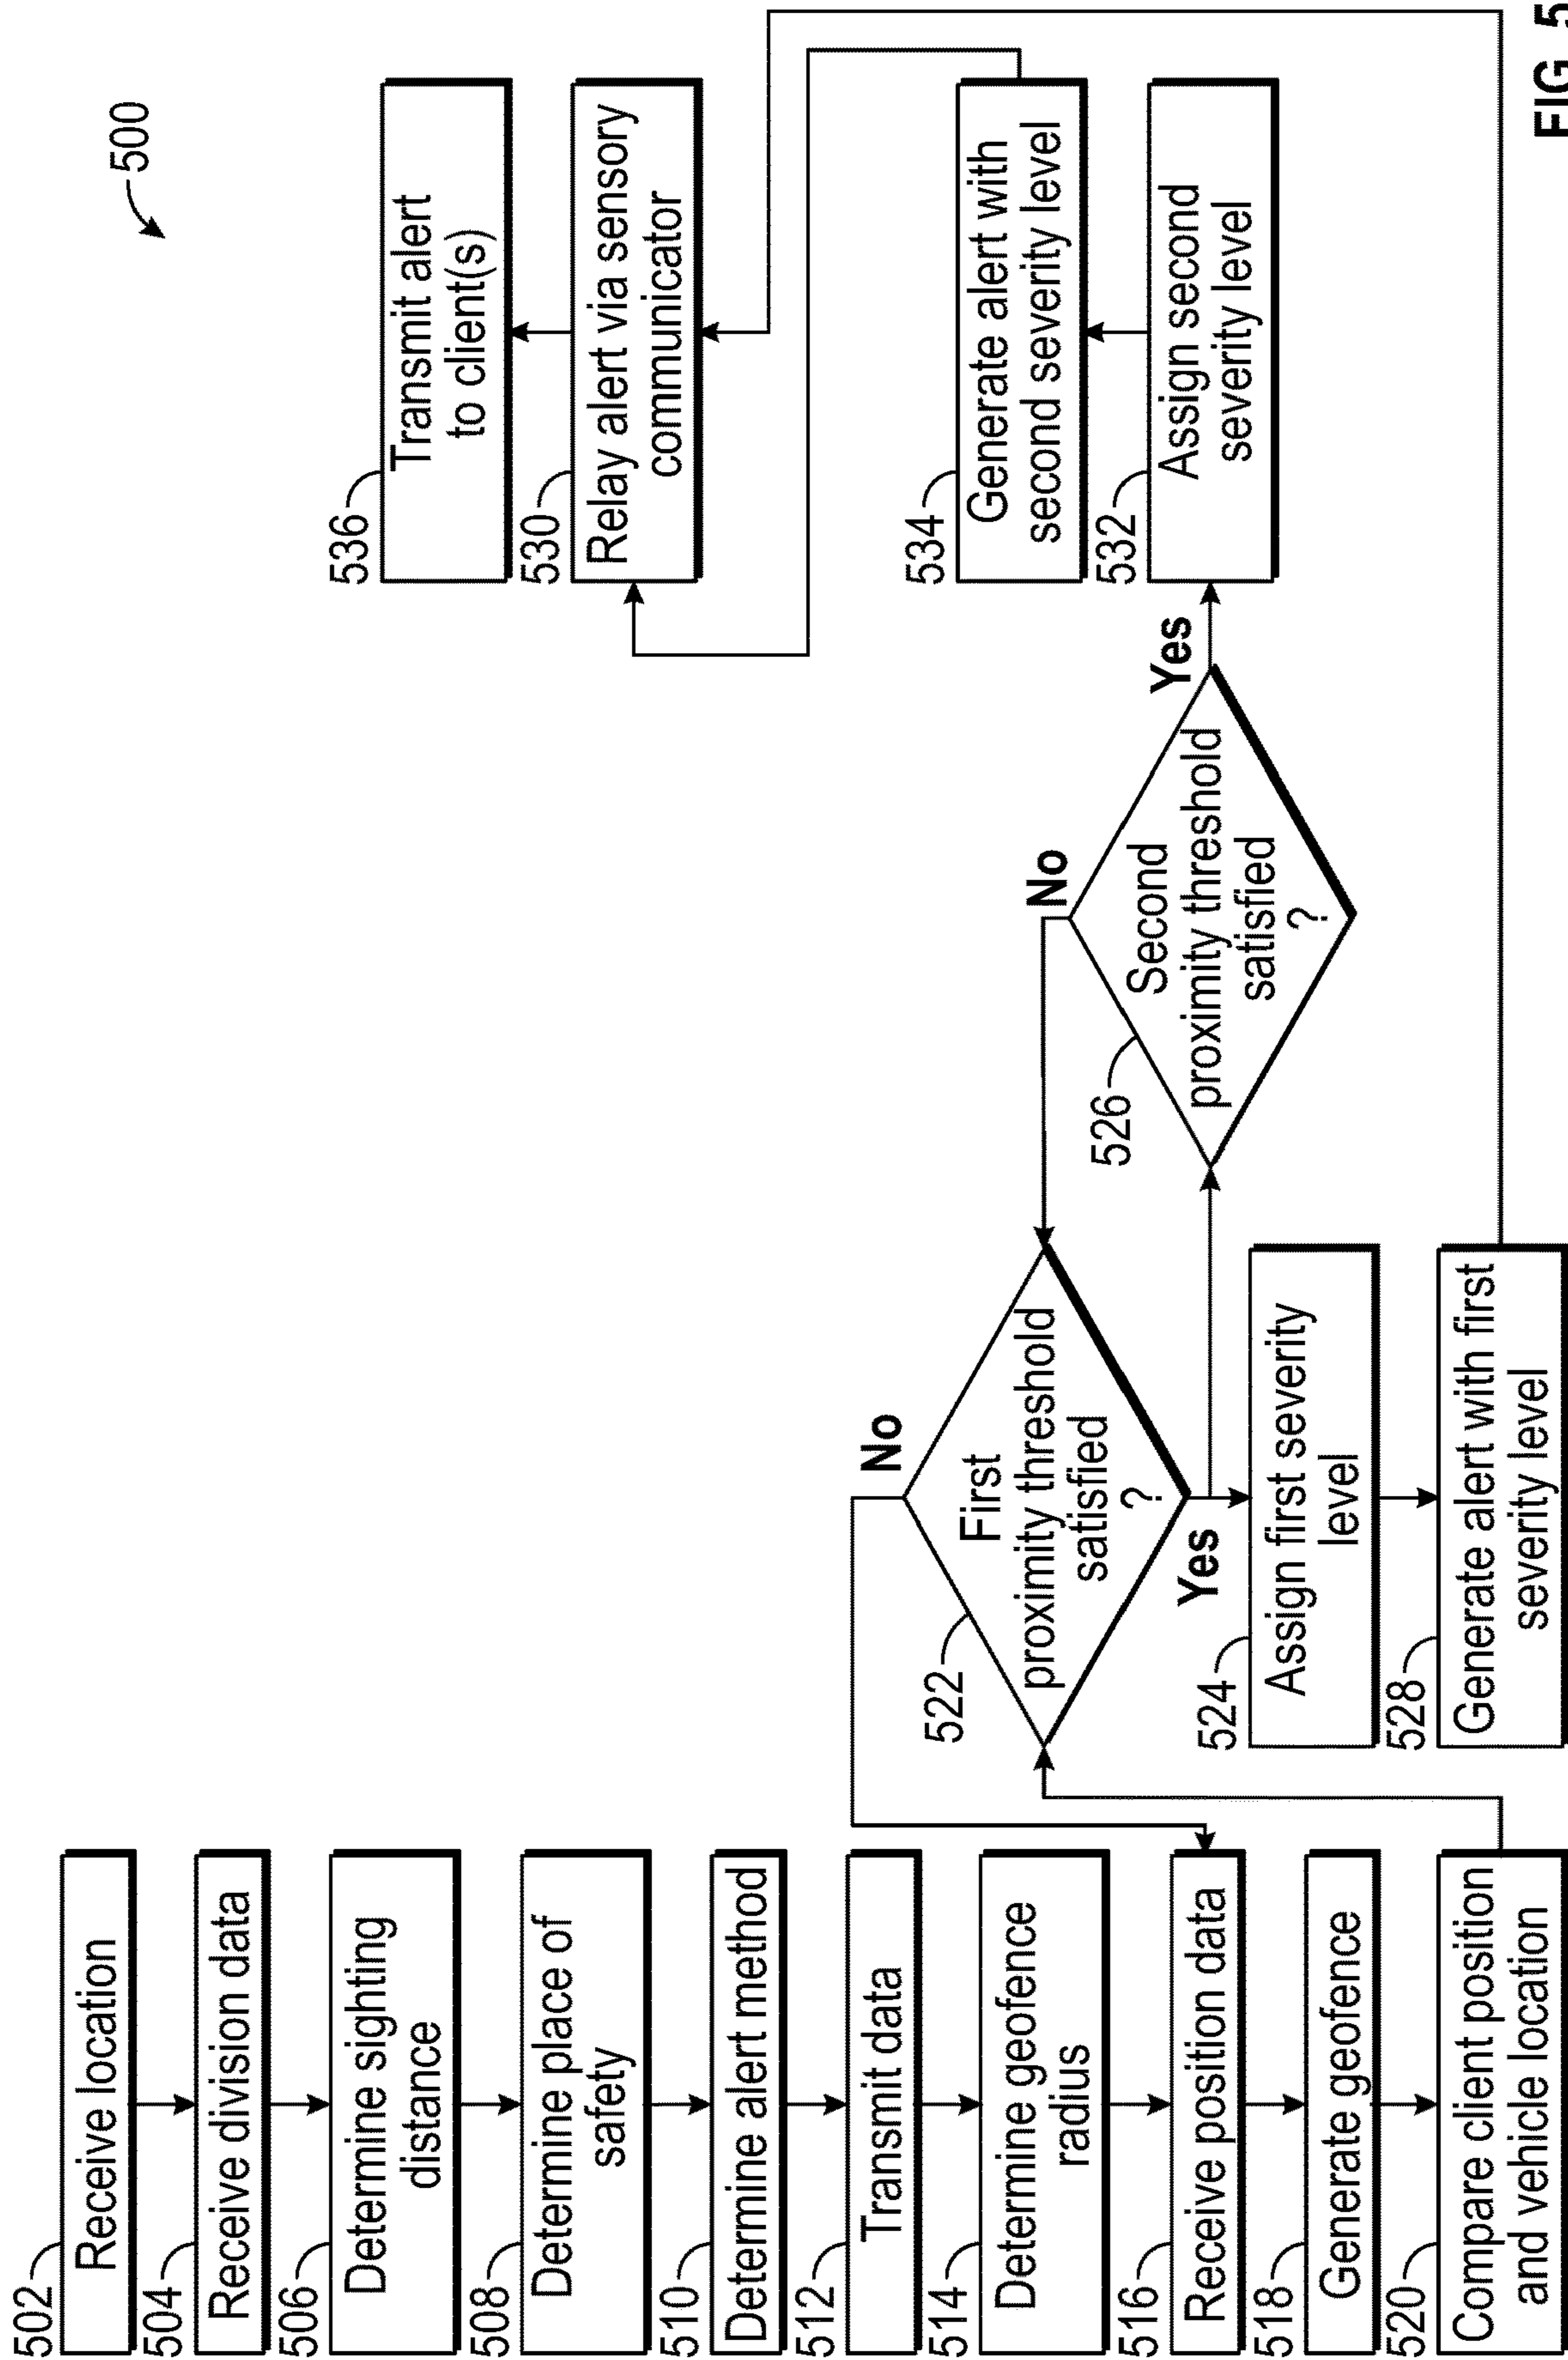 500
502
Receive location
504
Receive division data
506
Determine sighting
distance
508
Determine place of
safety
510
Determine alert method
512
Transmit data
514
Determine geofence
radius
516
Receive position data
518
Generate geofence
520
Compare client position
and vehicle location
522
First
proximity threshold
satisfied
?
No
Yes
524
Assign first severity
level
528
Generate alert with first
severity level
526
Second
proximity threshold
satisfied
?
No
Yes
536
Transmit alert
to client(s)
530
Relay alert via sensory
communicator
534
Generate alert with
second severity level
532
Assign second
severity level
FIG. 5